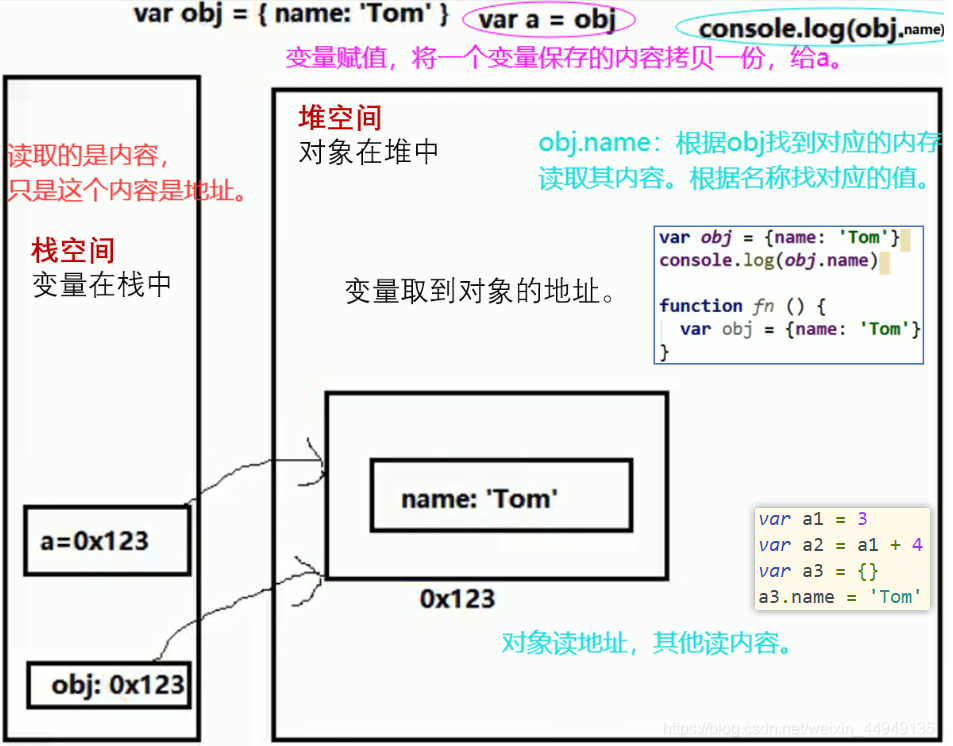 var obj = { name: 'Tom' }
var a = obj
console.log(obj.name)
变量赋值，将一个变量保存的内容拷贝一份，给a。
读取的是内容，
只是这个内容是地址。
栈空间
变量在栈中
a=0x123
obj: 0x123
堆空间
对象在堆中
obj.name：根据obj找到对应的内存
读取其内容。根据名称找对应的值。
变量取到对象的地址。
var obj = {name: 'Tom'}
console.log(obj.name)
function fn () {
var obj = {name: 'Tom'}
}
name: 'Tom'
0x123
var a1 = 3
var a2 = a1 + 4
var a3 = {}
a3.name = 'Tom'
对象读地址，其他读内容。
https://blog.csdn.net/weixin_44949135